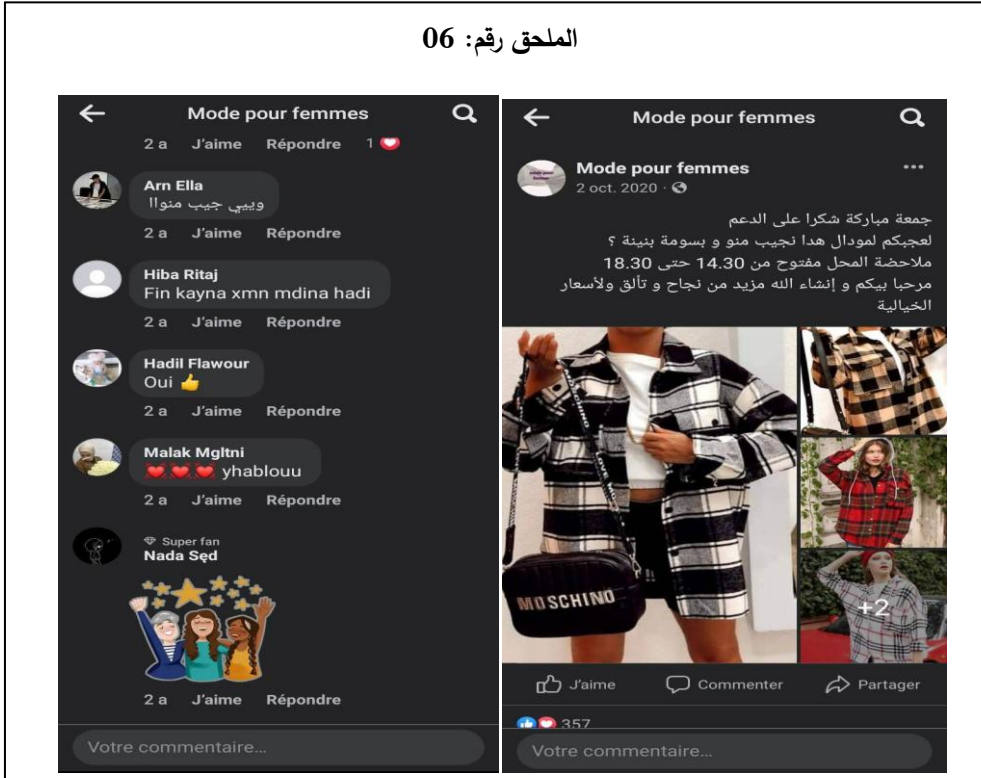 الملحق رقم: 06
Mode pour femmes
2 a J'aime Répondre 1
Arn Ella
وييي جيب منواا
2 a J'aime Répondre
Hiba Ritaj
Fin kayna xmn mdina hadi
2 a J'aime Répondre
Hadil Flawour
Oui 👍
2 a J'aime Répondre
Malak Mgltni
💓💓💓 yhablouu
2 a J'aime Répondre
Super fan
Nada Sęd
2 a J'aime Répondre
Votre commentaire...
Mode pour femmes
Mode pour femmes
2 oct. 2020 ·
جمعة مباركة شكرا على الدعم
لعجبكم لمودال هدا نجيب منو و بسومة بنينة ؟
ملاحضة المحل مفتوح من 14.30 حتى 18.30
مرحبا بيكم و إنشاء الله مزيد من نجاح و تألق ولأسعار
الخيالية
MOSCHINO
+2
J'aime Commenter Partager
357
Votre commentaire...